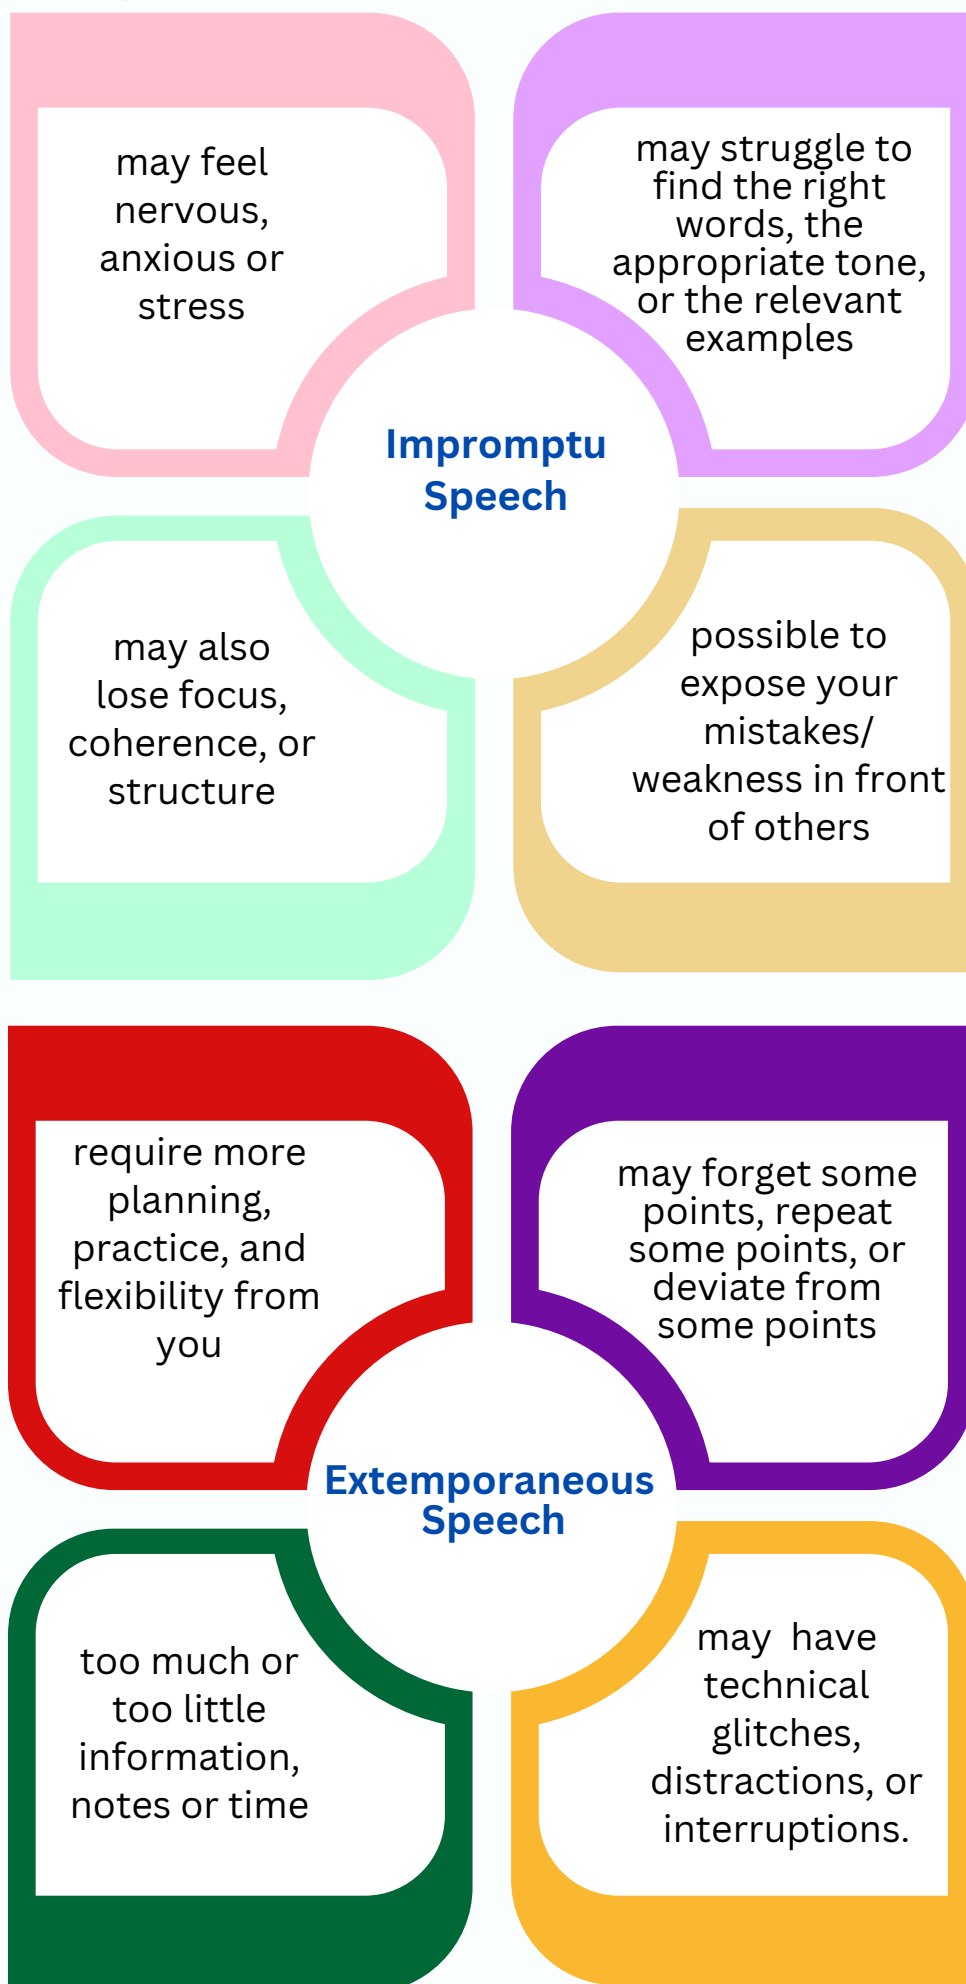 may feel
nervous,
anxious or
stress
may struggle to
find the right
words, the
appropriate tone,
or the relevant
examples
Impromptu
Speech
may also
lose focus,
coherence, or
structure
possible to
expose your
mistakes/
weakness in front
of others
require more
planning,
practice, and
flexibility from
you
may forget some
points, repeat
some points, or
deviate from
some points
Extemporaneous
Speech
too much or
too little
information,
notes or time
may  have
technical
glitches,
distractions, or
interruptions.